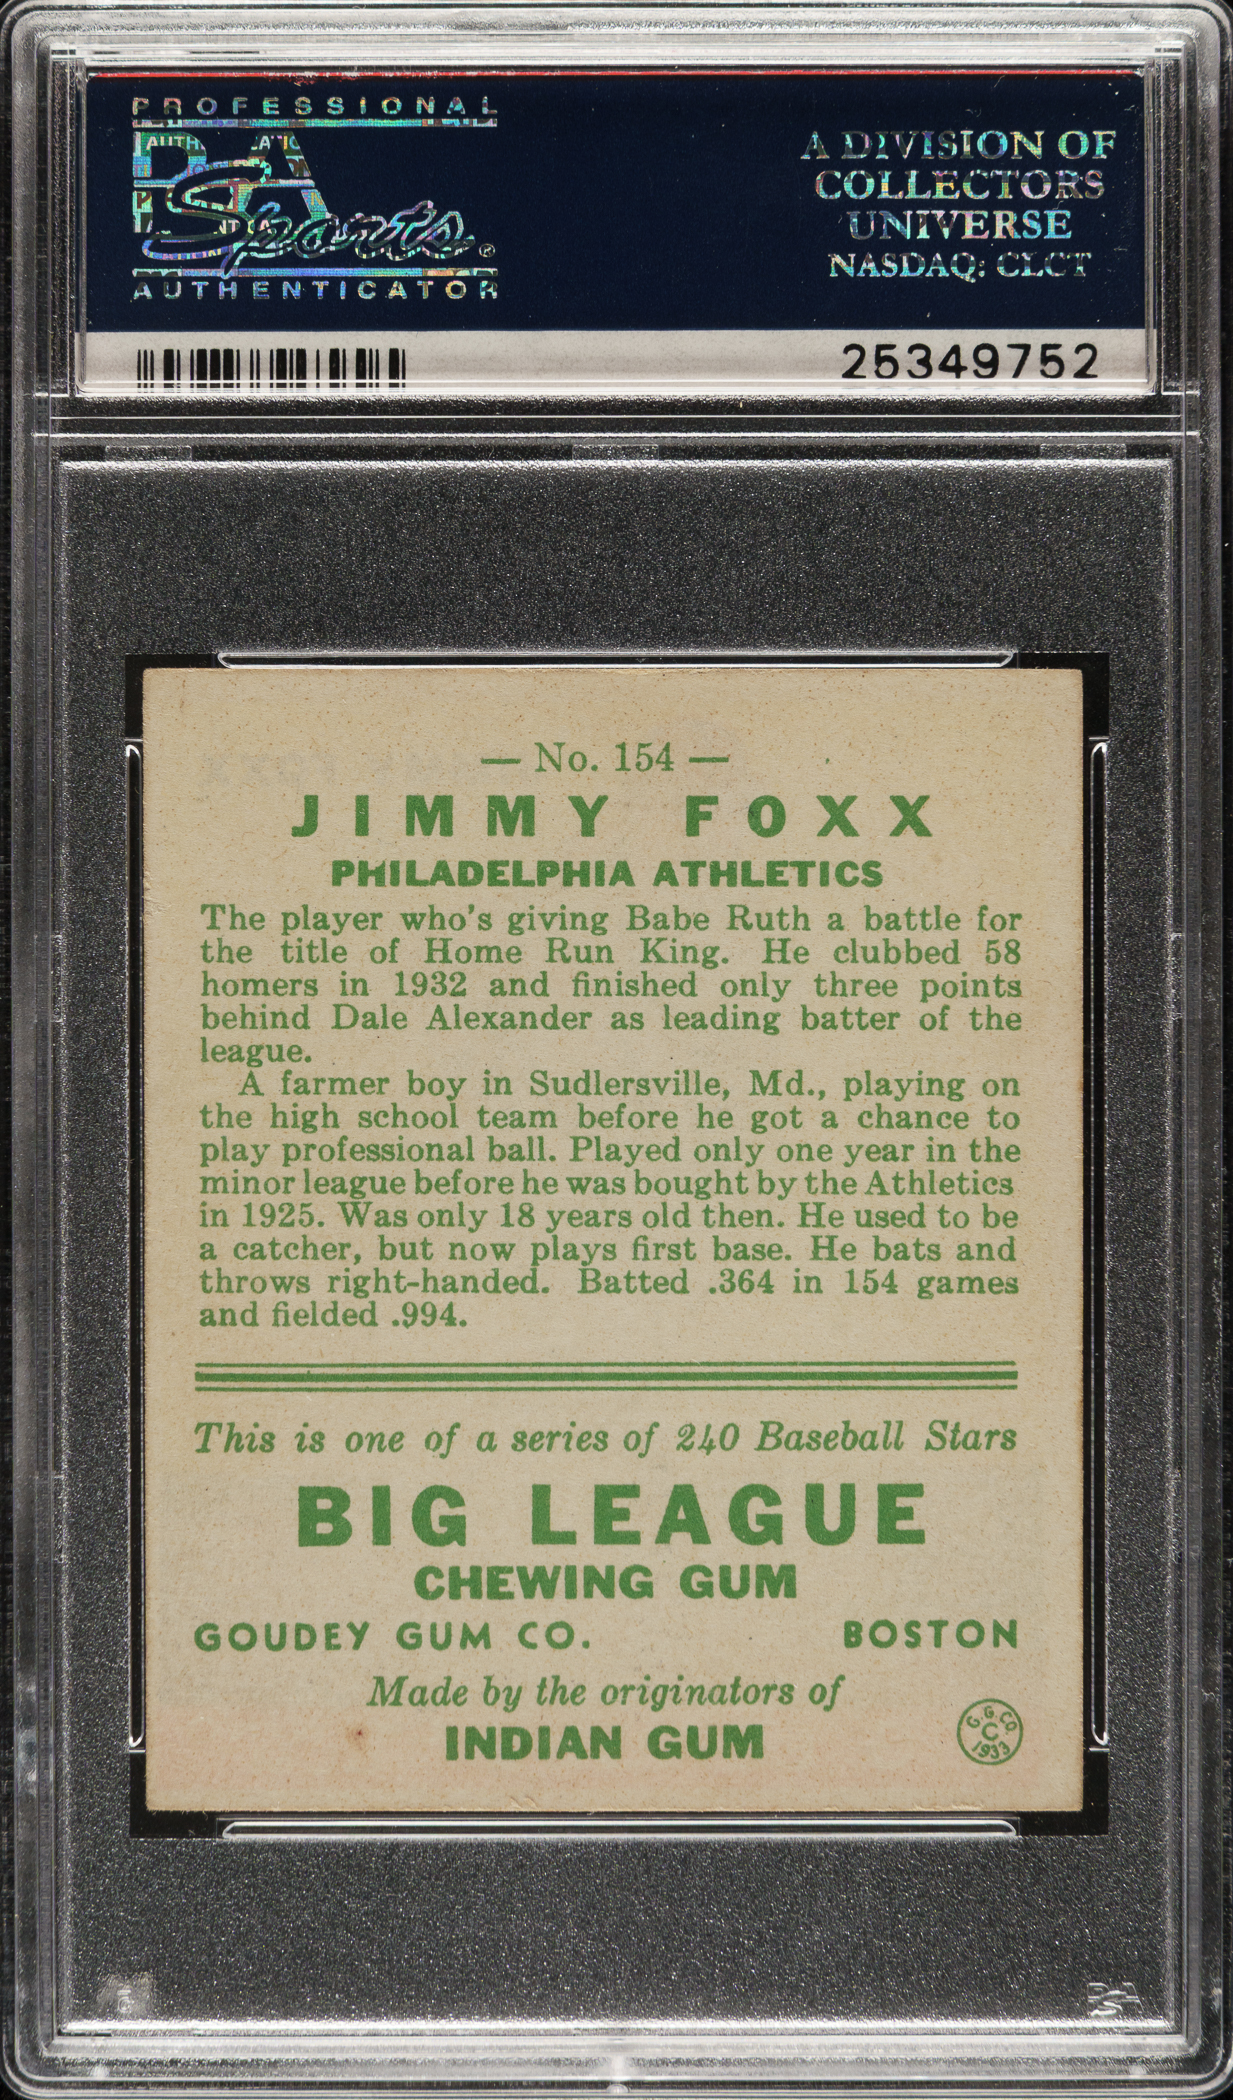 PROFESSIONAL
PSA
Sports®
AUTHENTICATOR
A DIVISION OF
COLLECTORS
UNIVERSE
NASDAQ: CLCT
25349752
— No. 154 —
JIMMY FOXX
PHILADELPHIA ATHLETICS
The player who's giving Babe Ruth a battle for
the title of Home Run King. He clubbed 58
homers in 1932 and finished only three points
behind Dale Alexander as leading batter of the
league.
A farmer boy in Sudlersville, Md., playing on
the high school team before he got a chance to
play professional ball. Played only one year in the
minor league before he was bought by the Athletics
in 1925. Was only 18 years old then. He used to be
a catcher, but now plays first base. He bats and
throws right-handed. Batted .364 in 154 games
and fielded .994.
This is one of a series of 240 Baseball Stars
BIG LEAGUE
CHEWING GUM
GOUDEY GUM CO. BOSTON
Made by the originators of
INDIAN GUM
G.G.CO.
C
1933
PSA